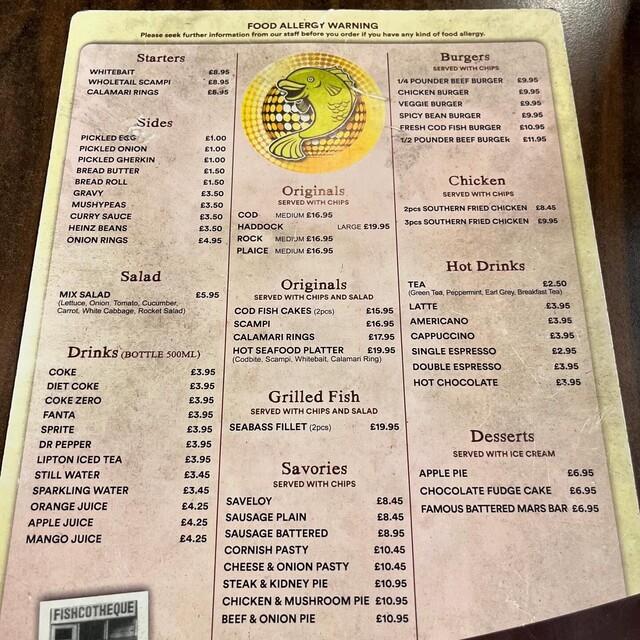 FOOD ALLERGY WARNING
Please seek further information from our staff before you order if you have any kind of food allergy.
Starters
WHITEBAIT £8.95
WHOLETAIL SCAMPI £8.95
CALAMARI RINGS £8.95
Sides
PICKLED EGG £1.00
PICKLED ONION £1.00
PICKLED GHERKIN £1.00
BREAD BUTTER £1.50
BREAD ROLL £1.50
GRAVY £3.50
MUSHYPEAS £3.50
CURRY SAUCE £3.50
HEINZ BEANS £3.50
ONION RINGS £4.95
Salad
MIX SALAD £5.95
(Lettuce, Onion, Tomato, Cucumber,
Carrot, White Cabbage, Rocket Salad)
Drinks (BOTTLE 500ML)
COKE £3.95
DIET COKE £3.95
COKE ZERO £3.95
FANTA £3.95
SPRITE £3.95
DR PEPPER £3.95
LIPTON ICED TEA £3.95
STILL WATER £3.45
SPARKLING WATER £3.45
ORANGE JUICE £4.25
APPLE JUICE £4.25
MANGO JUICE £4.25
FISHCOTHEQUE
Originals
SERVED WITH CHIPS
COD MEDIUM £16.95
HADDOCK LARGE £19.95
ROCK MEDIUM £16.95
PLAICE MEDIUM £16.95
Originals
SERVED WITH CHIPS AND SALAD
COD FISH CAKES (2pcs) £15.95
SCAMPI £16.95
CALAMARI RINGS £17.95
HOT SEAFOOD PLATTER £19.95
(Codbite, Scampi, Whitebait, Calamari Ring)
Grilled Fish
SERVED WITH CHIPS AND SALAD
SEABASS FILLET (2pcs) £19.95
Savories
SERVED WITH CHIPS
SAVELOY £8.45
SAUSAGE PLAIN £8.45
SAUSAGE BATTERED £8.95
CORNISH PASTY £10.45
CHEESE & ONION PASTY £10.45
STEAK & KIDNEY PIE £10.95
CHICKEN & MUSHROOM PIE £10.95
BEEF & ONION PIE £10.95
Burgers
SERVED WITH CHIPS
1/4 POUNDER BEEF BURGER £9.95
CHICKEN BURGER £9.95
VEGGIE BURGER £9.95
SPICY BEAN BURGER £9.95
FRESH COD FISH BURGER £10.95
1/2 POUNDER BEEF BURGER £11.95
Chicken
SERVED WITH CHIPS
2pcs SOUTHERN FRIED CHICKEN £8.45
3pcs SOUTHERN FRIED CHICKEN £9.95
Hot Drinks
TEA £2.50
(Green Tea, Peppermint, Earl Grey, Breakfast Tea)
LATTE £3.95
AMERICANO £3.95
CAPPUCCINO £3.95
SINGLE ESPRESSO £2.95
DOUBLE ESPRESSO £3.95
HOT CHOCOLATE £3.95
Desserts
SERVED WITH ICE CREAM
APPLE PIE £6.95
CHOCOLATE FUDGE CAKE £6.95
FAMOUS BATTERED MARS BAR £6.95